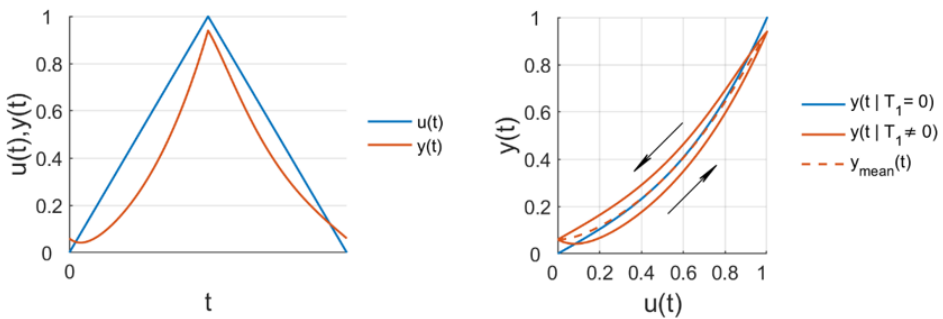 1
0.8
0.6
0.4
0.2
0
0
u(t),y(t)
t
u(t)
y(t)
1
0.8
0.6
0.4
0.2
0
0 0.2 0.4 0.6 0.8 1
y(t)
u(t)
y(t | T₁ = 0)
y(t | T₁ ≠ 0)
y_mean(t)